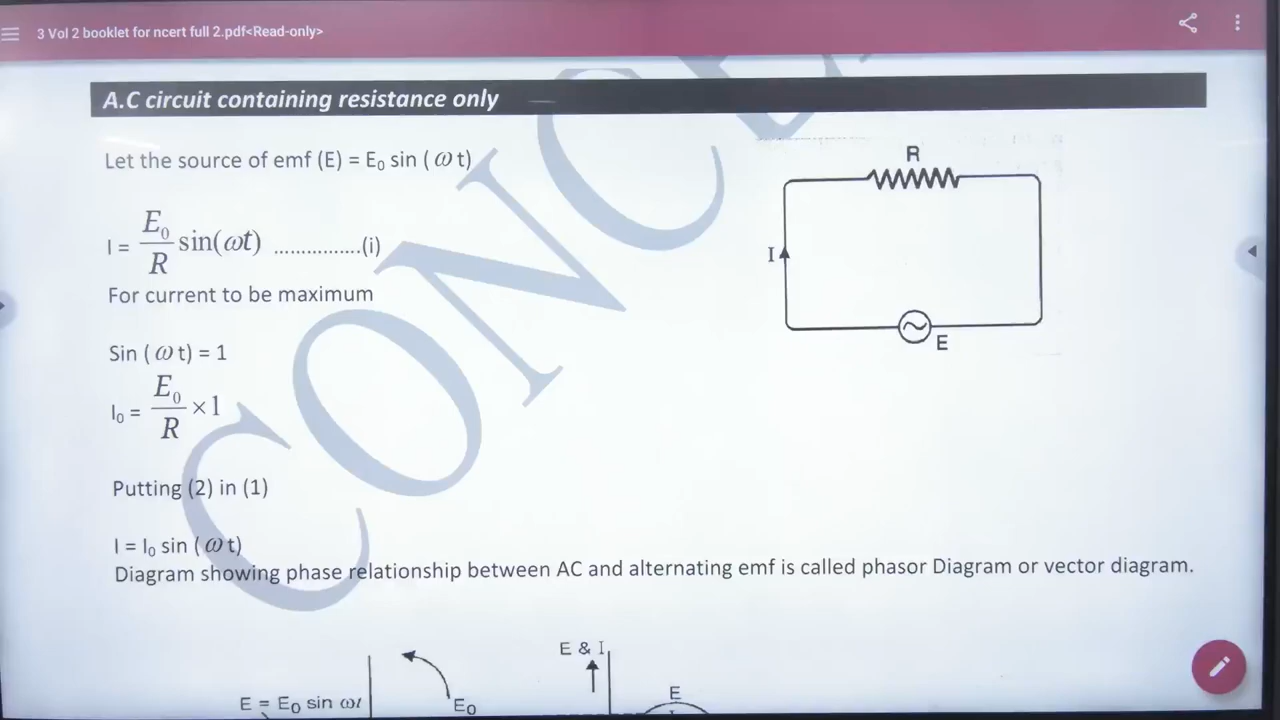 3 Vol 2 booklet for ncert full 2.pdf<Read-only>
A.C circuit containing resistance only
Let the source of emf (E) = E₀ sin ( ω t)
I = E₀/R sin(ωt) ................(i)
For current to be maximum
Sin ( ω t) = 1
I₀ = E₀/R ×1
Putting (2) in (1)
I = I₀ sin ( ω t)
Diagram showing phase relationship between AC and alternating emf is called phasor Diagram or vector diagram.
R
I
E
E & I
E = E₀ sin ωt
E₀
E
CONCE